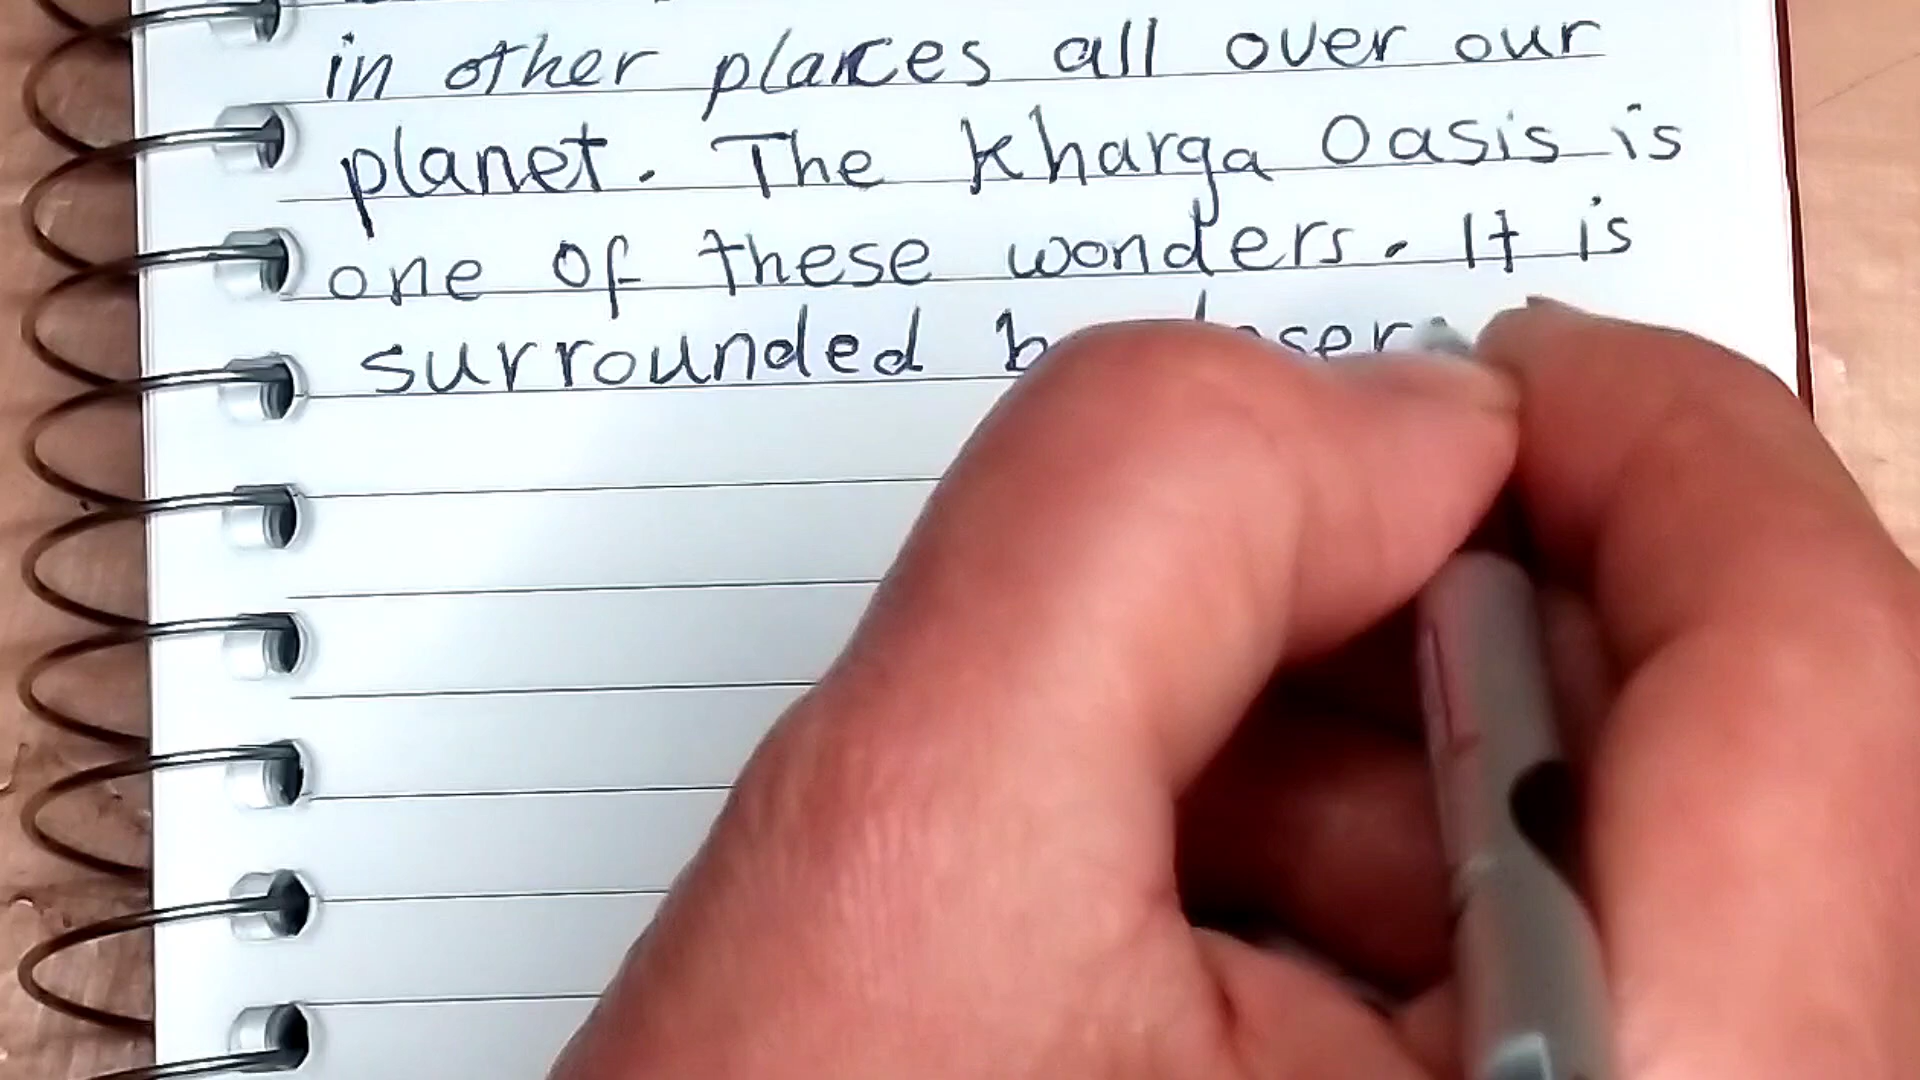 in other places all over our
planet. The Kharga Oasis is
one of these wonders. It is
surrounded